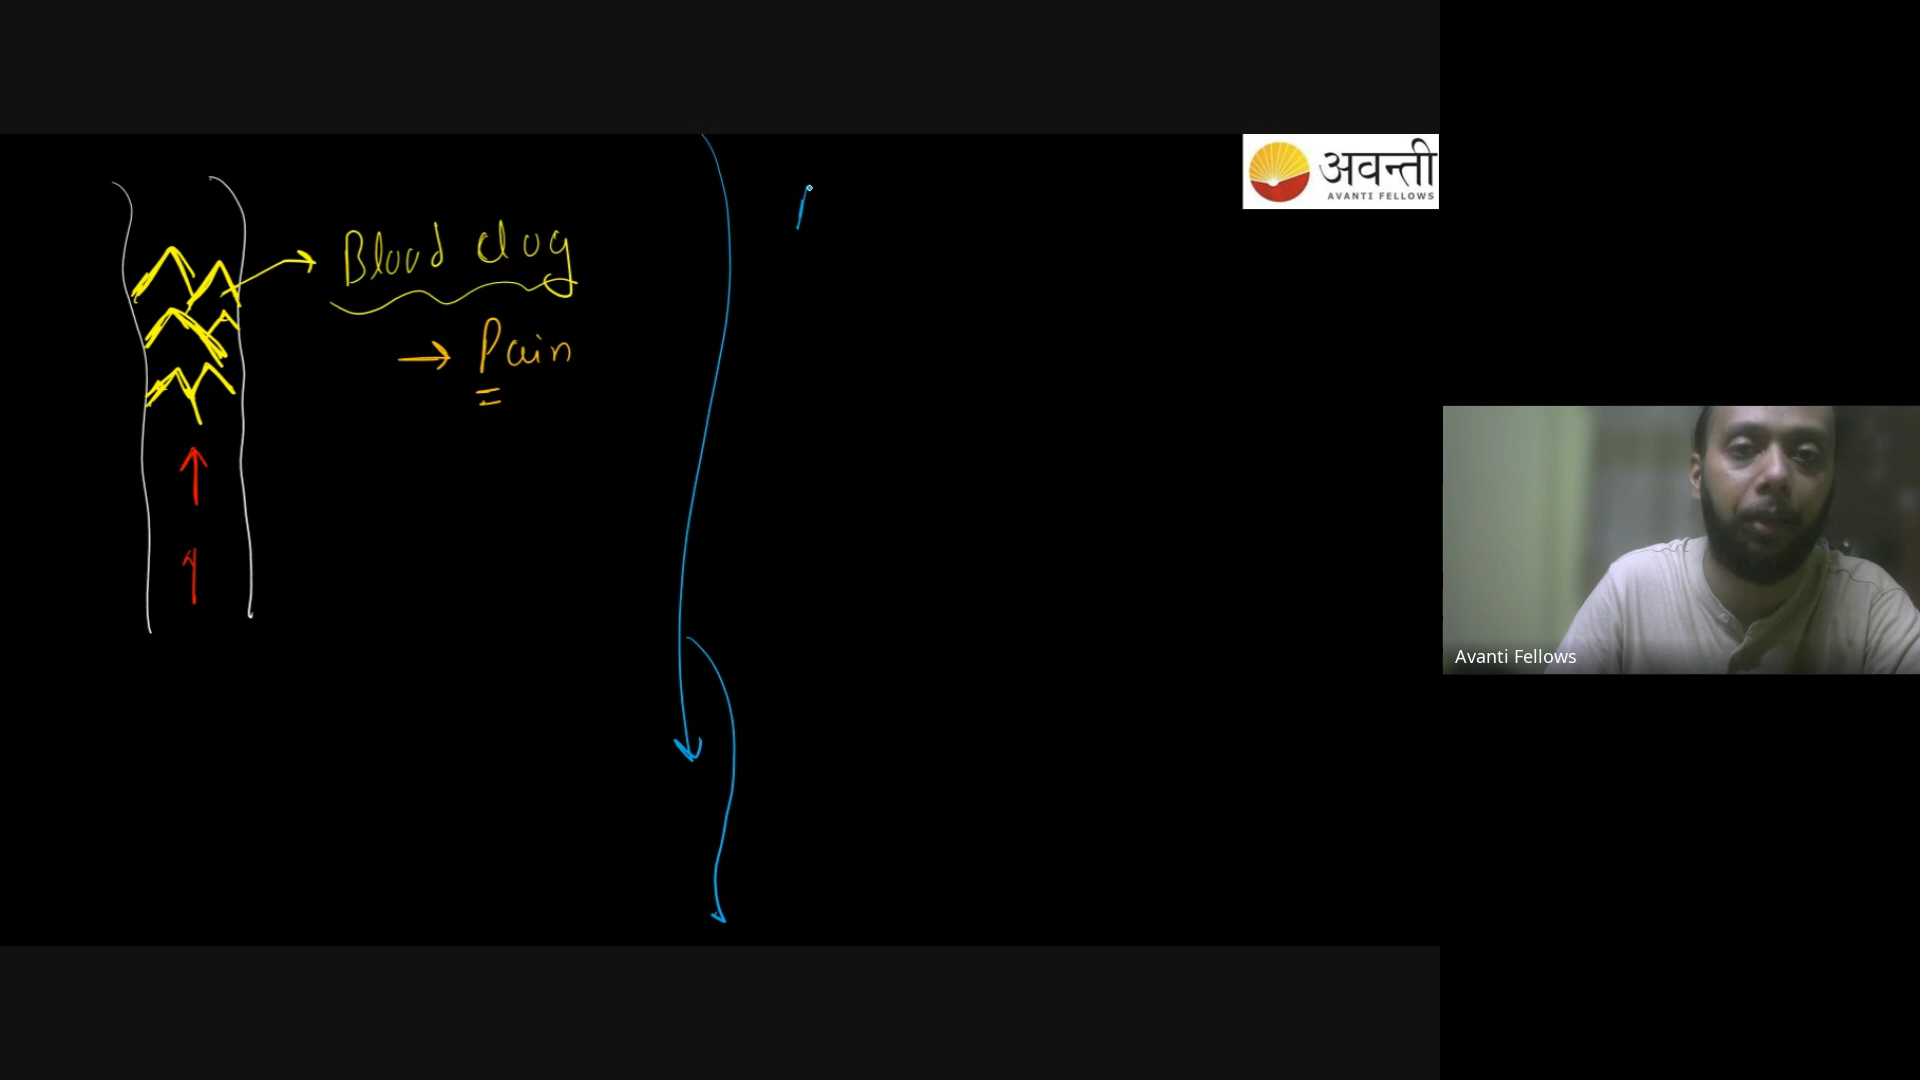 Blood clog
→ Pain
अवन्ती
AVANTI FELLOWS
Avanti Fellows